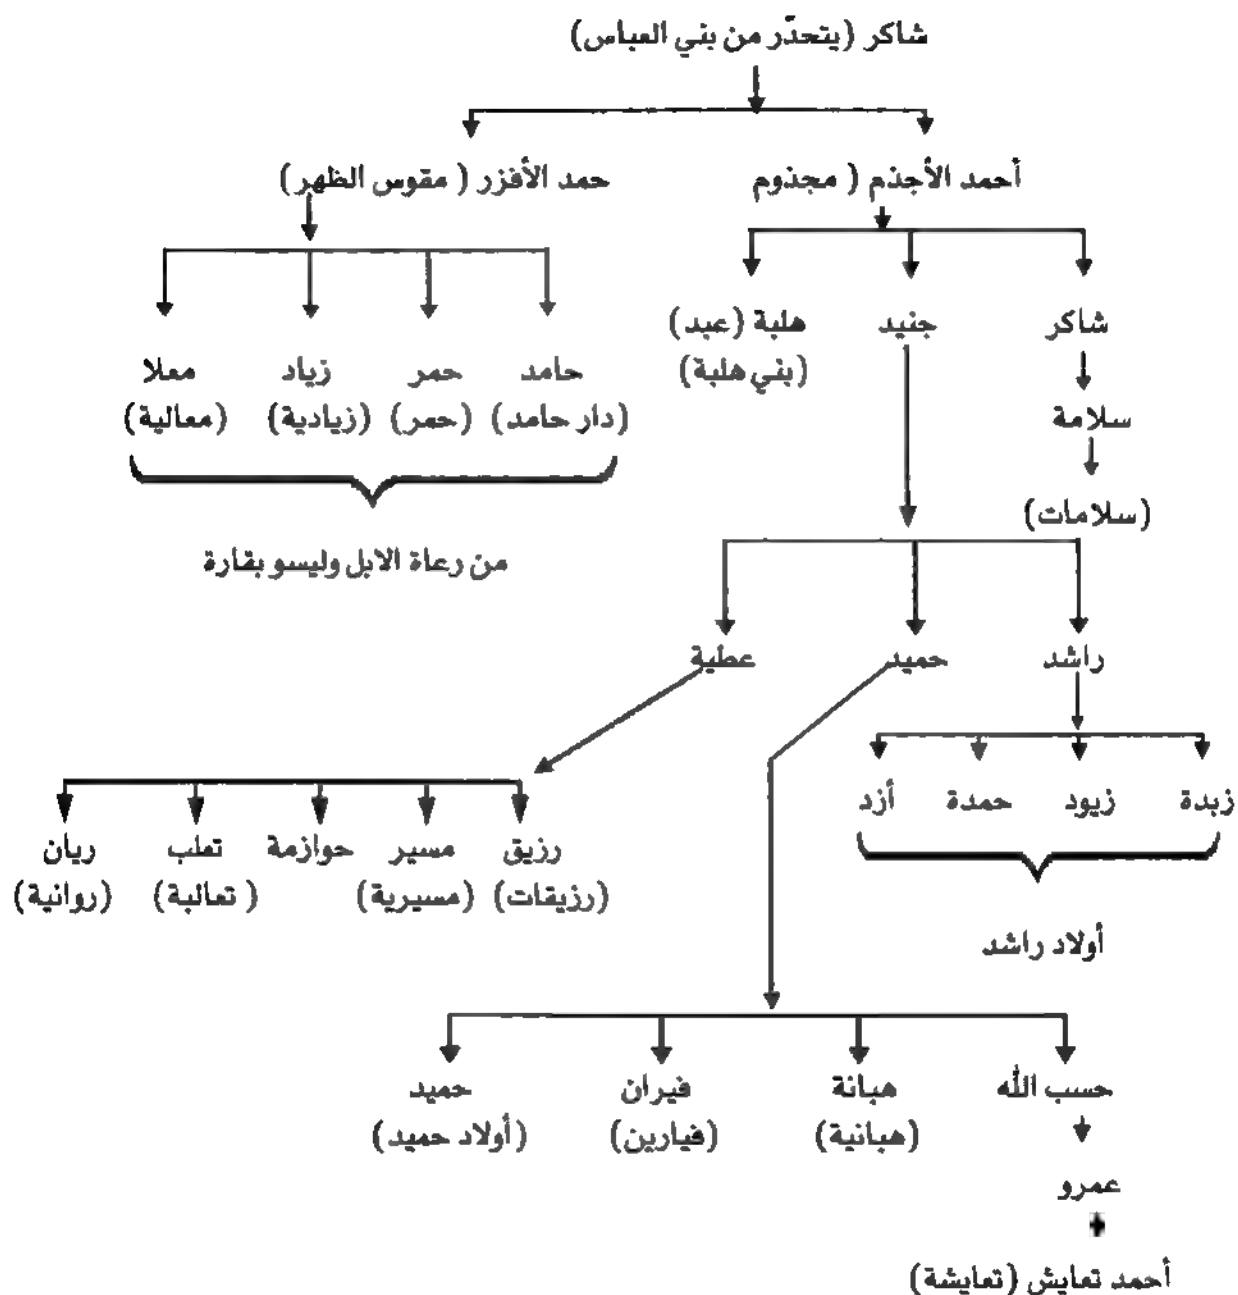 شاكر (يتحدّر من بني العباس)
أحمد الأجذم ( مجذوم
حمد الأفزر ( مقوس الظهر)
شاكر
جنيد
هلبة (عبد)
(بني هلبة)
سلامة
(سلامات)
حامد
حمر
زياد
معلا
(دار حامد)
(حمر)
(زيادية)
(معالية)
من رعاة الابل وليسو بقارة
راشد
حميد
عطية
زبدة
زيود
حمدة
أزد
أولاد راشد
رزيق
مسير
حوازمة
تعلب
ريان
(رزيقات)
(مسيرية)
( تعالبة)
(روانية)
حسب الله
هبانة
فيران
حميد
(هبانية)
(فيارين)
(أولاد حميد)
عمرو
أحمد تعايش (تعايشة)